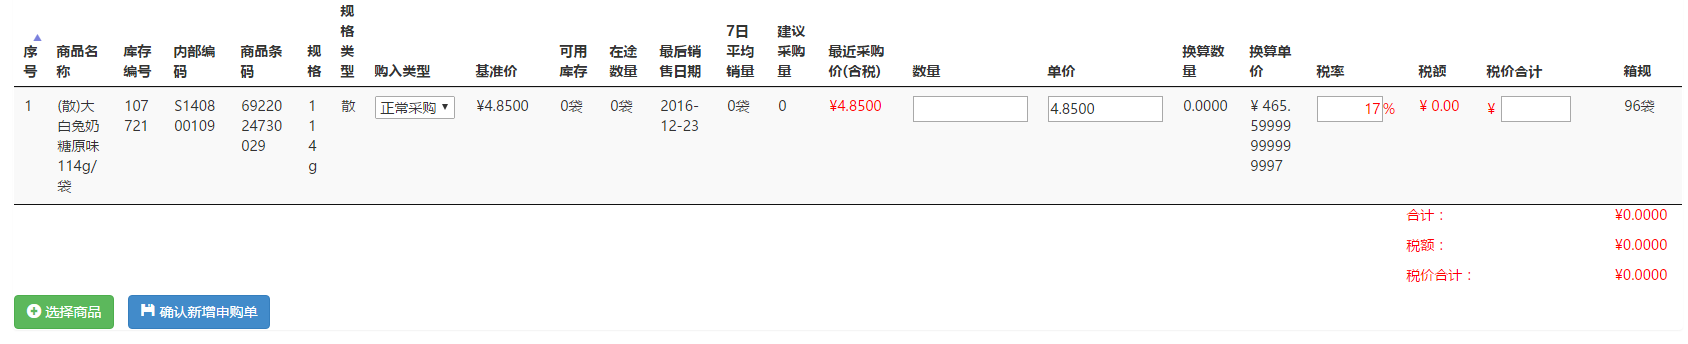 序号
商品名称
库存编号
内部编码
商品条码
规格
规格类型
购入类型
基准价
可用库存
在途数量
最后销售日期
7日平均销量
建议采购量
最近采购价(含税)
数量
单价
换算数量
换算单价
税率
税额
税价合计
箱规
1
(散)大白兔奶糖原味114g/袋
107721
S140800109
6922024730029
114g
散
正常采购
¥4.8500
0袋
0袋
2016-12-23
0袋
0
¥4.8500
4.8500
0.0000
¥ 465.59999999999997
17%
¥ 0.00
¥
96袋
合计：
¥0.0000
税额：
¥0.0000
税价合计：
¥0.0000
选择商品
确认新增申购单